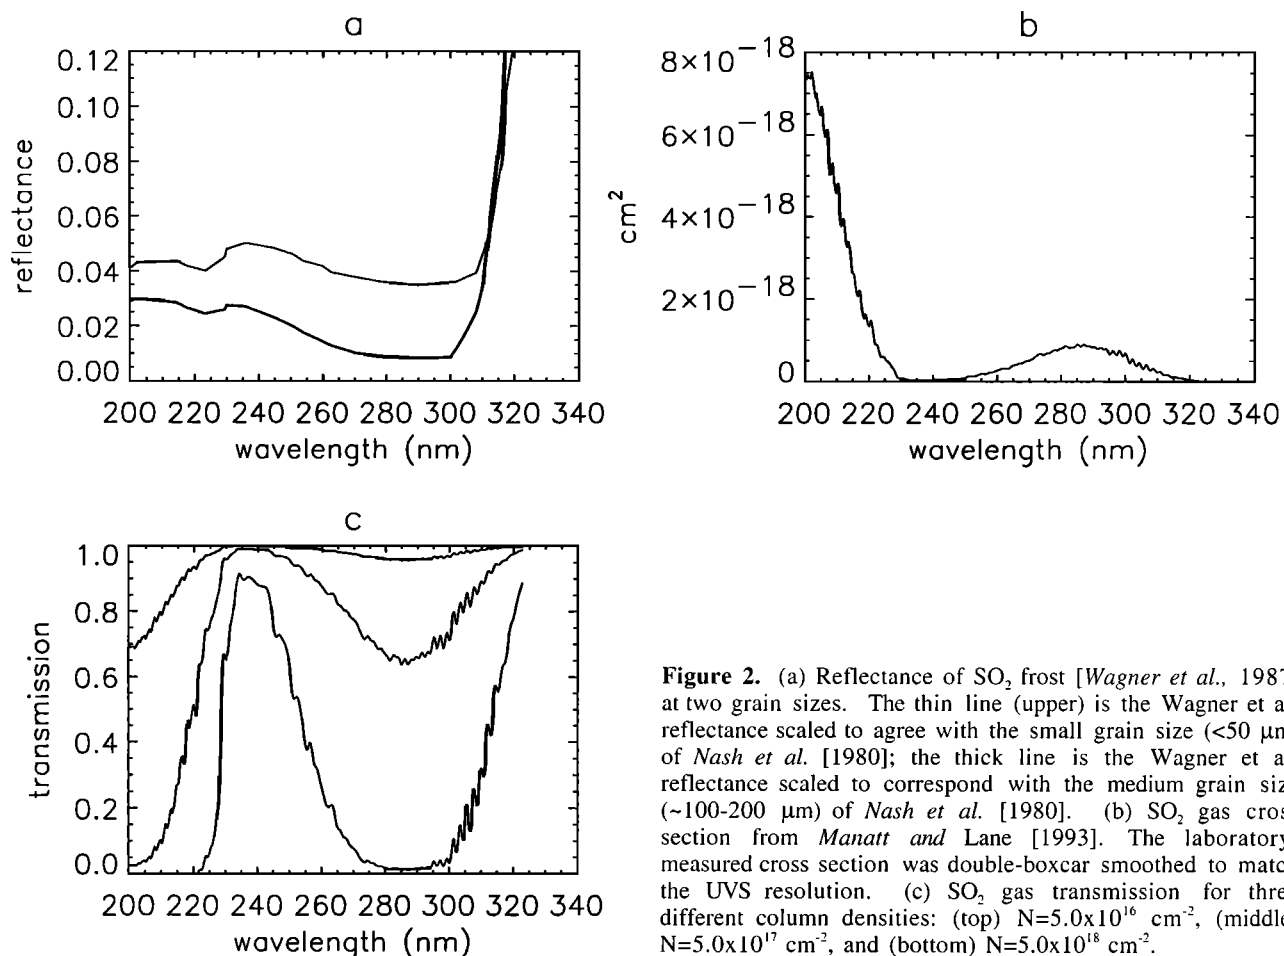 a
0.12
0.10
0.08
0.06
0.04
0.02
0.00
reflectance
200 220 240 260 280 300 320 340
wavelength (nm)
b
8×10−18
6×10−18
4×10−18
2×10−18
0
cm2
200 220 240 260 280 300 320 340
wavelength (nm)
c
1.0
0.8
0.6
0.4
0.2
0.0
transmission
200 220 240 260 280 300 320 340
wavelength (nm)
Figure 2. (a) Reflectance of SO2 frost [Wagner et al., 1987
at two grain sizes. The thin line (upper) is the Wagner et a
reflectance scaled to agree with the small grain size (<50 μm
of Nash et al. [1980]; the thick line is the Wagner et a
reflectance scaled to correspond with the medium grain siz
(~100-200 μm) of Nash et al. [1980]. (b) SO2 gas cros
section from Manatt and Lane [1993]. The laboratory
measured cross section was double-boxcar smoothed to matc
the UVS resolution. (c) SO2 gas transmission for thre
different column densities: (top) N=5.0x10^16 cm^-2, (middle
N=5.0x10^17 cm^-2, and (bottom) N=5.0x10^18 cm^-2.